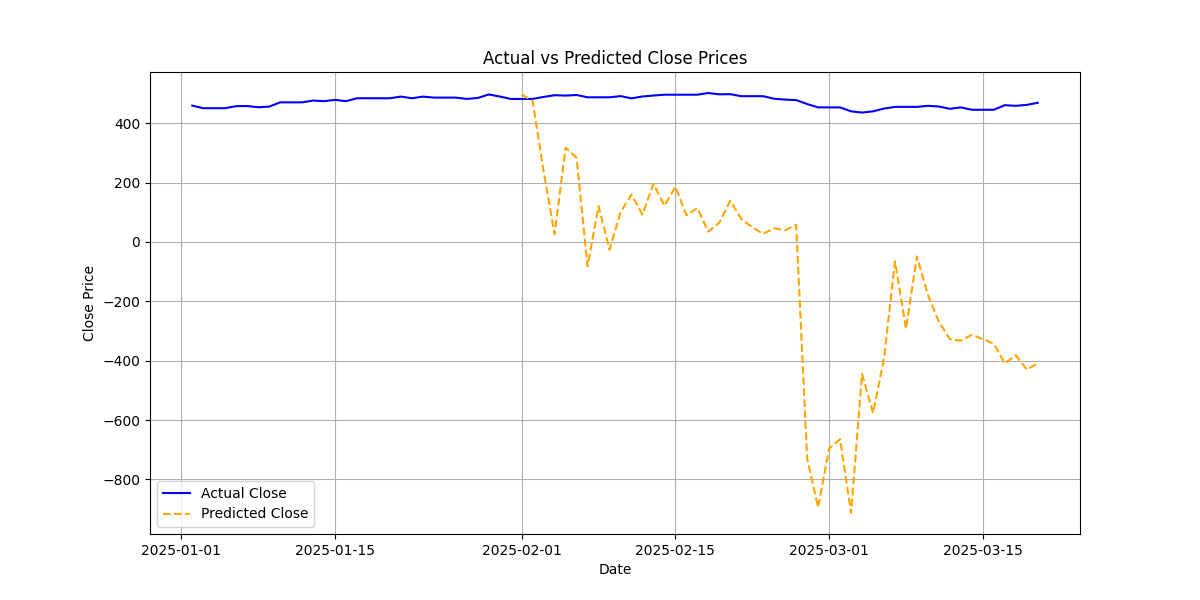 Actual vs Predicted Close Prices
Close Price
400
200
0
−200
−400
−600
−800
Actual Close
Predicted Close
2025-01-01 2025-01-15 2025-02-01 2025-02-15 2025-03-01 2025-03-15
Date